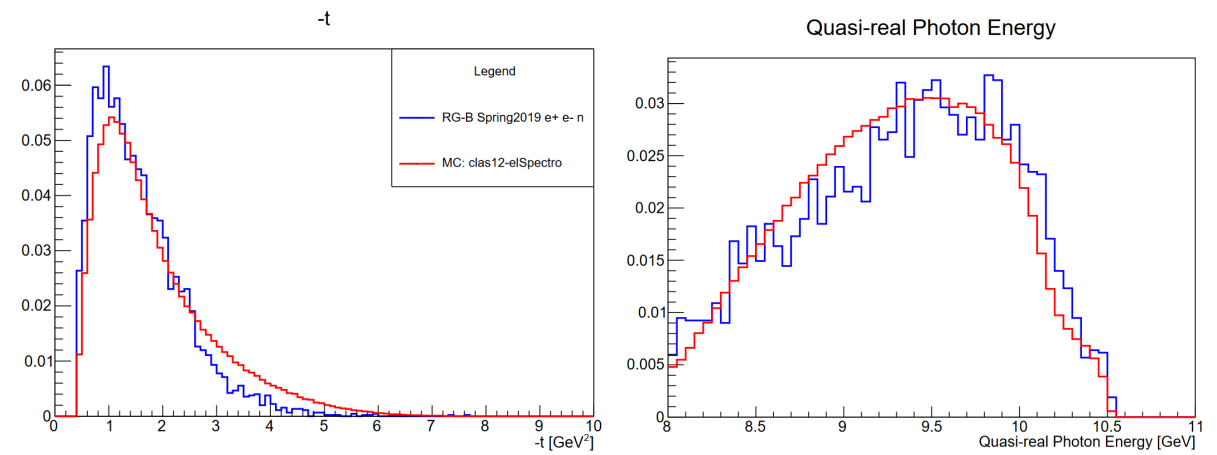 -t
Legend
RG-B Spring2019 e+ e- n
MC: clas12-elSpectro
0.06
0.05
0.04
0.03
0.02
0.01
0
0 1 2 3 4 5 6 7 8 9 10
-t [GeV²]
Quasi-real Photon Energy
0.03
0.025
0.02
0.015
0.01
0.005
0
8 8.5 9 9.5 10 10.5 11
Quasi-real Photon Energy [GeV]